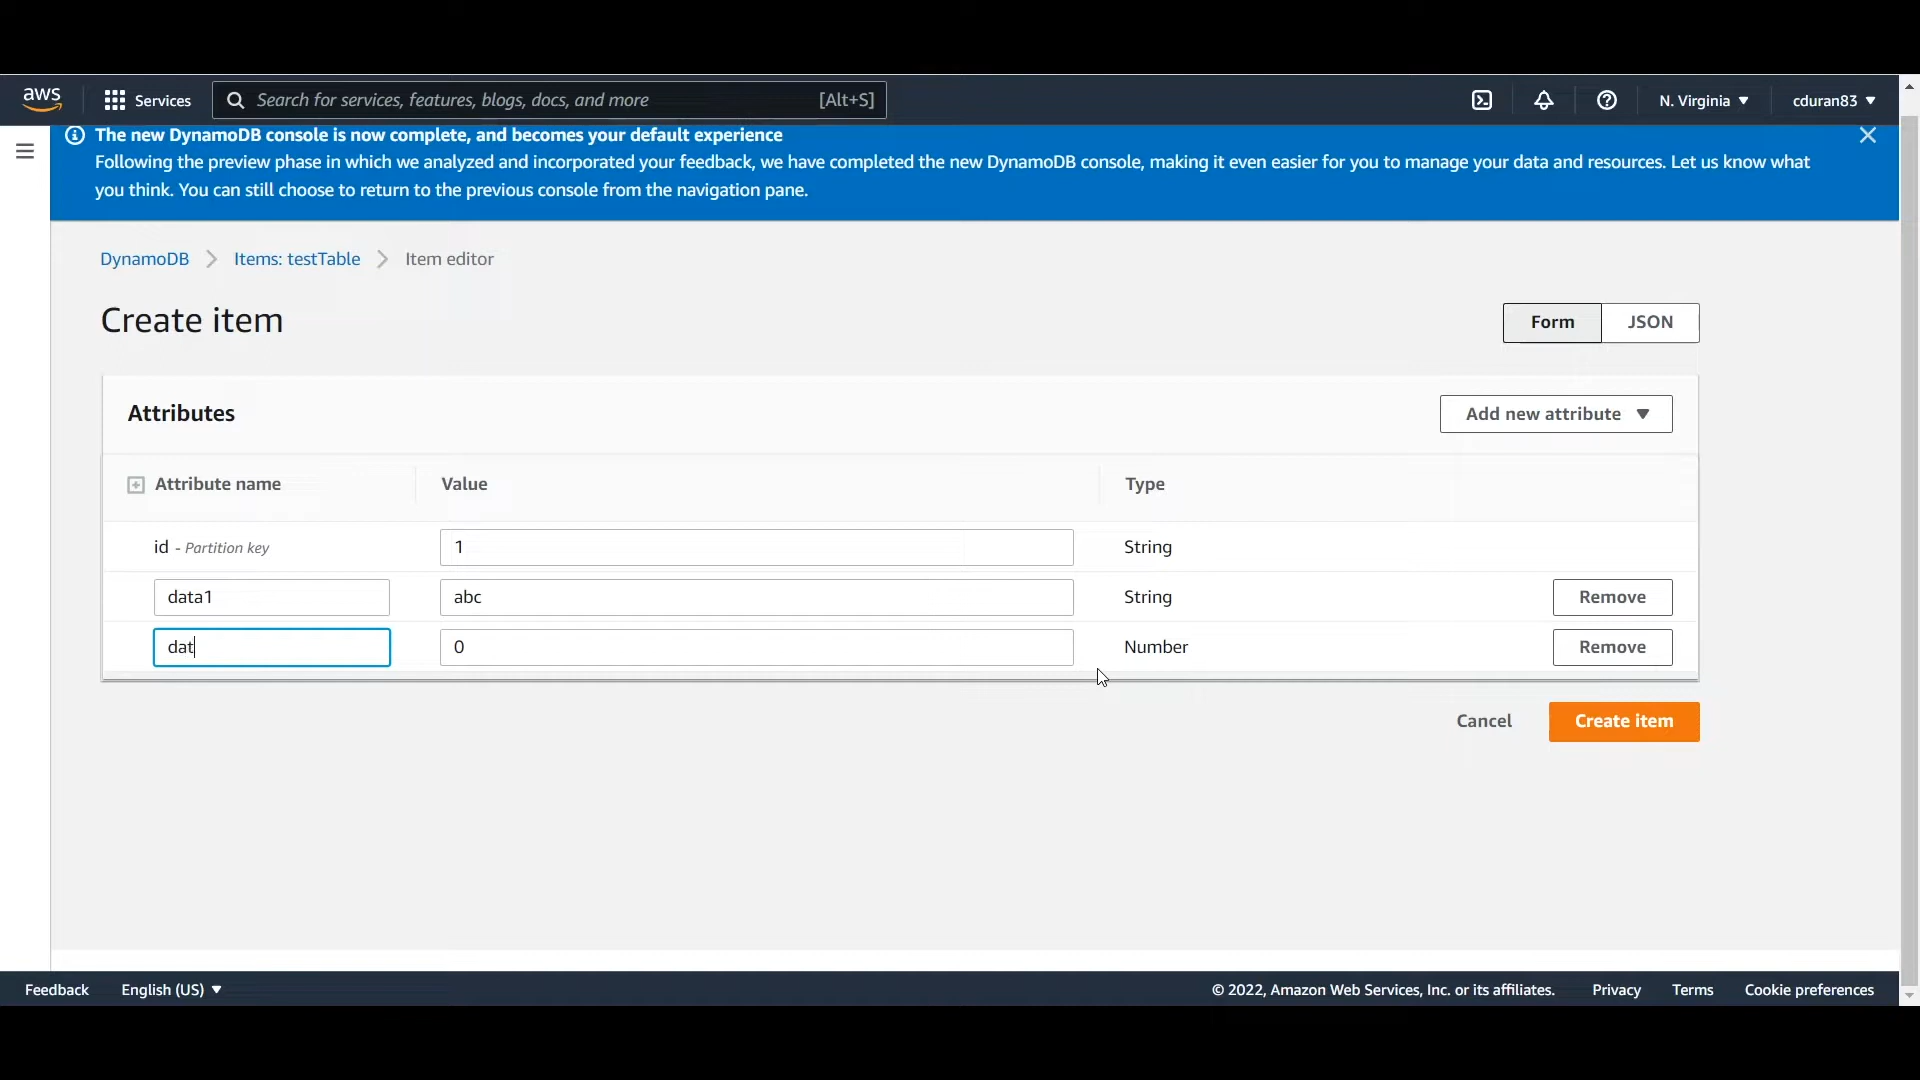 aws
Services
Search for services, features, blogs, docs, and more
[Alt+S]
N. Virginia
cduran83
The new DynamoDB console is now complete, and becomes your default experience
Following the preview phase in which we analyzed and incorporated your feedback, we have completed the new DynamoDB console, making it even easier for you to manage your data and resources. Let us know what
you think. You can still choose to return to the previous console from the navigation pane.
DynamoDB
Items: testTable
Item editor
Create item
Form
JSON
Attributes
Add new attribute
Attribute name
Value
Type
id - Partition key
1
String
data1
abc
String
Remove
dat
0
Number
Remove
Cancel
Create item
Feedback
English (US)
© 2022, Amazon Web Services, Inc. or its affiliates.
Privacy
Terms
Cookie preferences